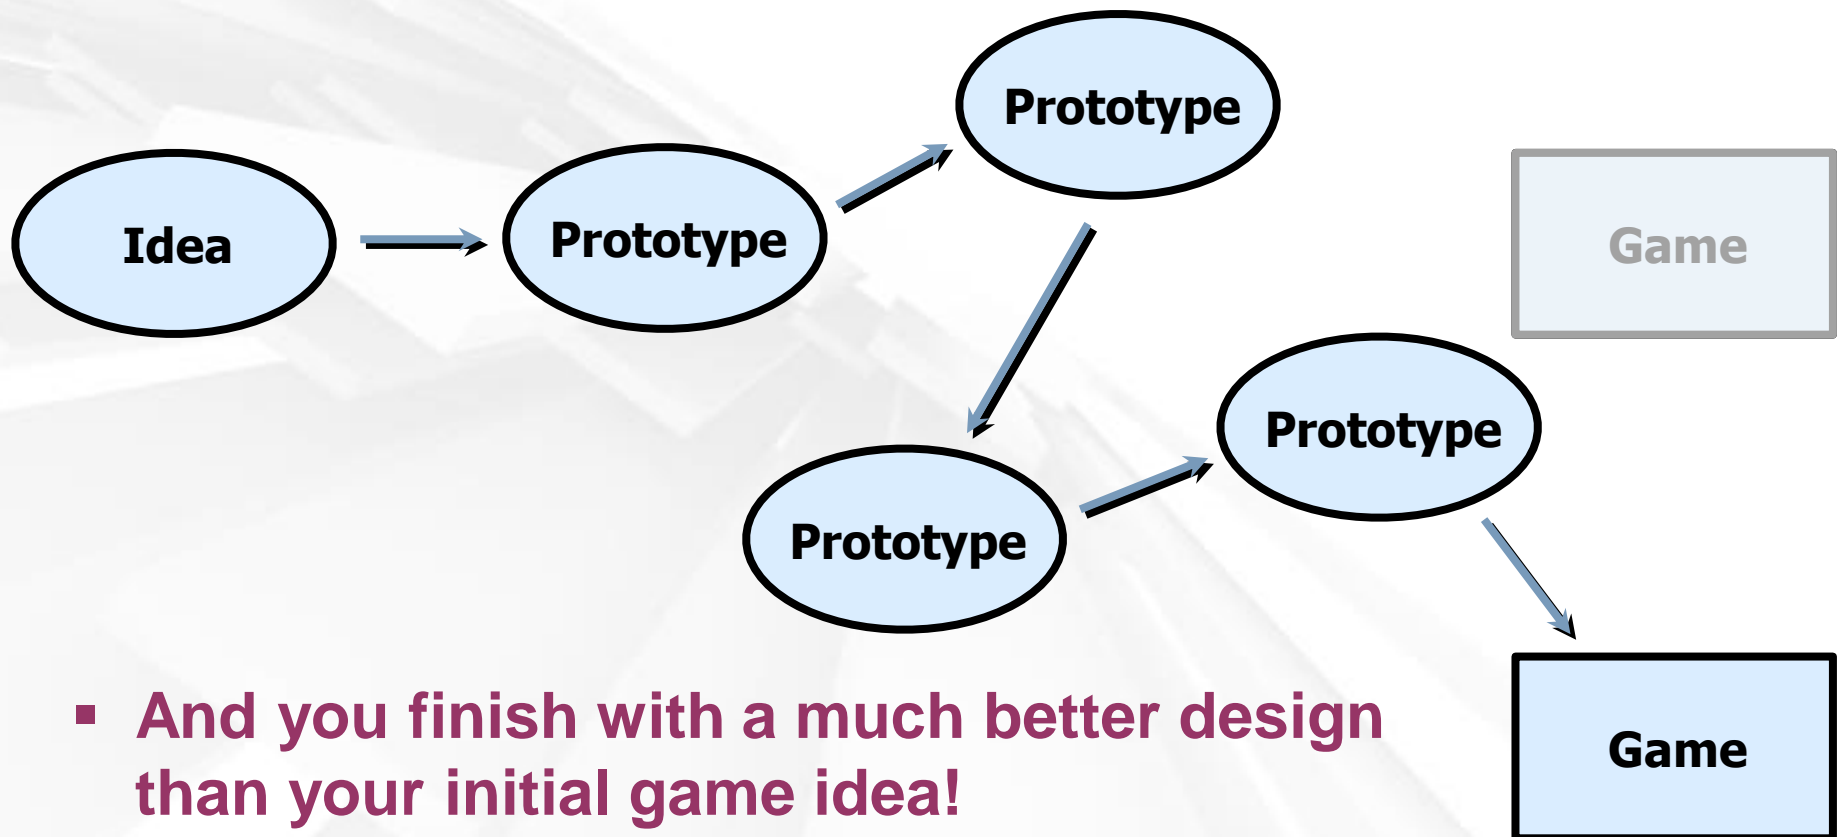 Prototype
Idea
Prototype
Game
Prototype
Prototype
▪ And you finish with a much better design
than your initial game idea!
Game